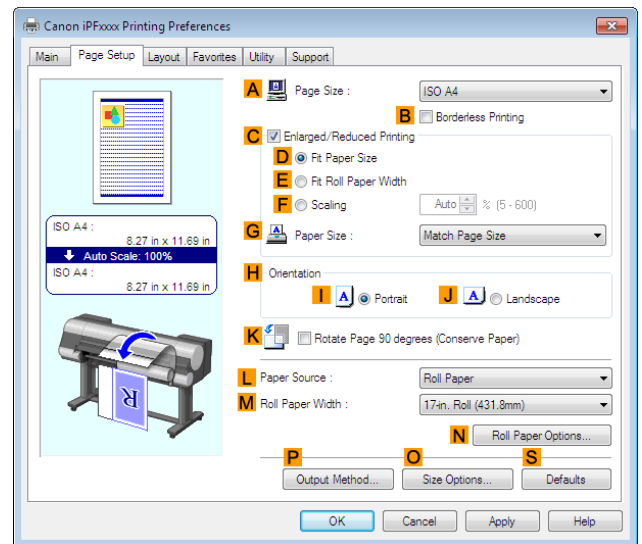 Canon iPFxxxx Printing Preferences
Main Page Setup Layout Favorites Utility Support
A Page Size : ISO A4
B Borderless Printing
C Enlarged/Reduced Printing
D Fit Paper Size
E Fit Roll Paper Width
F Scaling Auto % (5 - 600)
G Paper Size : Match Page Size
ISO A4 :
8.27 in x 11.69 in
Auto Scale: 100%
ISO A4 :
8.27 in x 11.69 in
H Orientation
I A Portrait J A Landscape
K Rotate Page 90 degrees (Conserve Paper)
R
L Paper Source : Roll Paper
M Roll Paper Width : 17-in. Roll (431.8mm)
N Roll Paper Options...
P O S
Output Method... Size Options... Defaults
OK Cancel Apply Help